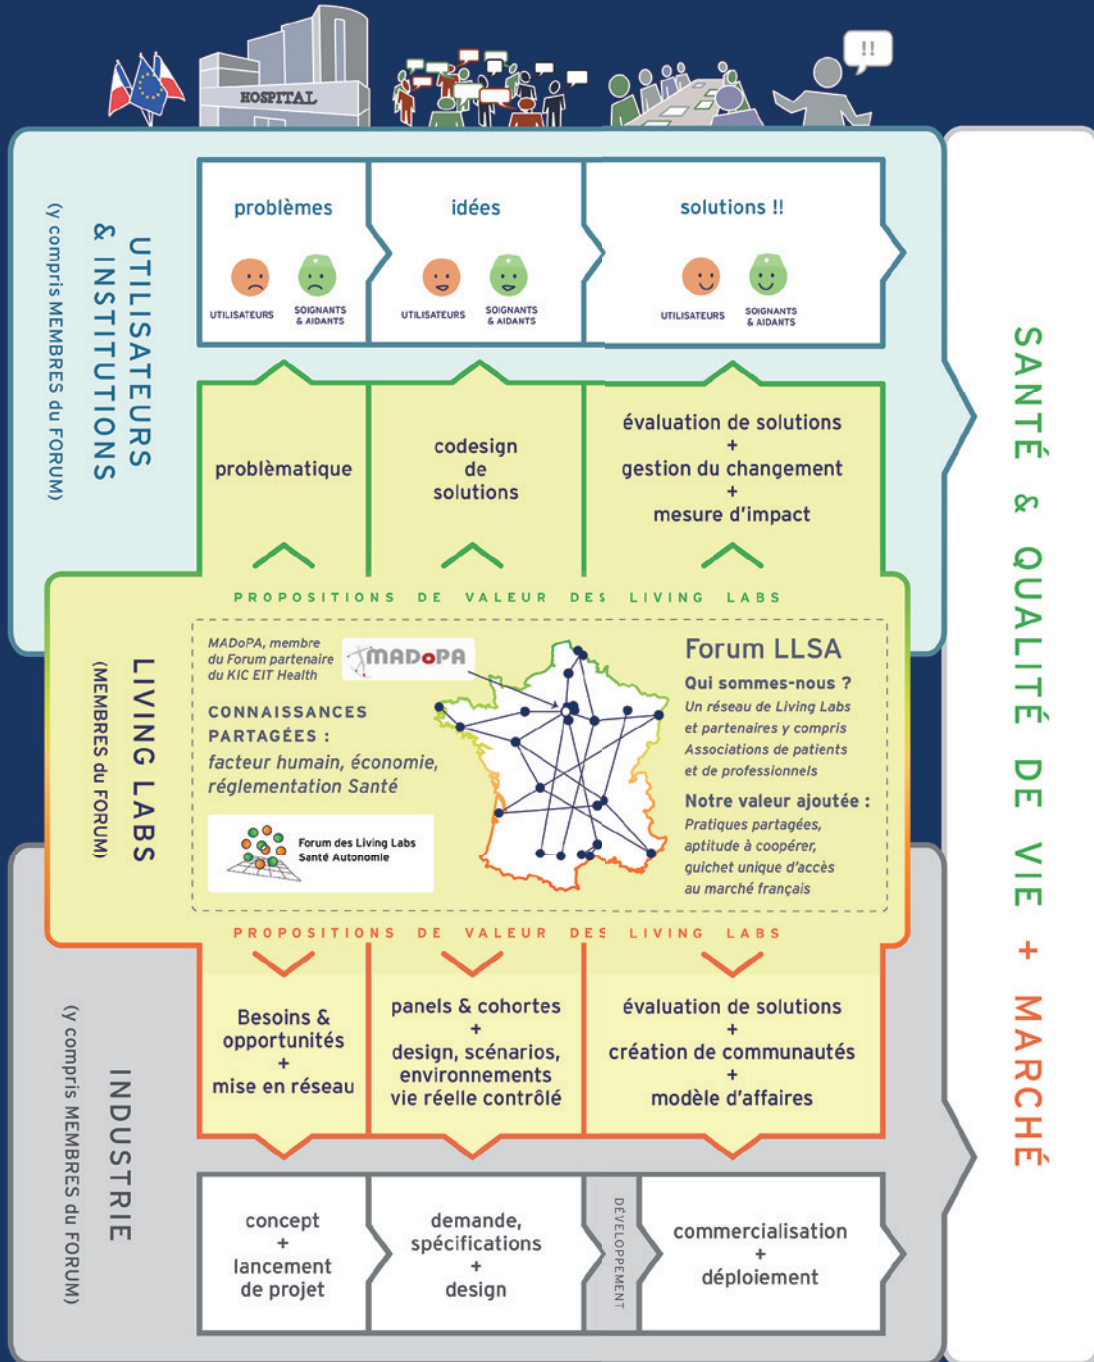 HOSPITAL
!!
UTILISATEURS
& INSTITUTIONS
(y compris MEMBRES du FORUM)
problèmes
UTILISATEURS
SOIGNANTS
& AIDANTS
idées
UTILISATEURS
SOIGNANTS
& AIDANTS
solutions !!
UTILISATEURS
SOIGNANTS
& AIDANTS
problèmatique
codesign
de
solutions
évaluation de solutions
+
gestion du changement
+
mesure d'impact
PROPOSITIONS DE VALEUR DES LIVING LABS
LIVING LABS
(MEMBRES du FORUM)
MADoPA, membre
du Forum partenaire
du KIC EIT Health
MADoPA
CONNAISSANCES
PARTAGÉES :
facteur humain, économie,
réglementation Santé
Forum des Living Labs
Santé Autonomie
Forum LLSA
Qui sommes-nous ?
Un réseau de Living Labs
et partenaires y compris
Associations de patients
et de professionnels
Notre valeur ajoutée :
Pratiques partagées,
aptitude à coopérer,
guichet unique d'accès
au marché français
PROPOSITIONS DE VALEUR DES LIVING LABS
Besoins &
opportunités
+
mise en réseau
panels & cohortes
+
design, scénarios,
environnements
vie réelle contrôlé
évaluation de solutions
+
création de communautés
+
modèle d'affaires
INDUSTRIE
(y compris MEMBRES du FORUM)
concept
+
lancement
de projet
demande,
spécifications
+
design
DÉVELOPPEMENT
commercialisation
+
déploiement
SANTÉ & QUALITÉ DE VIE + MARCHÉ